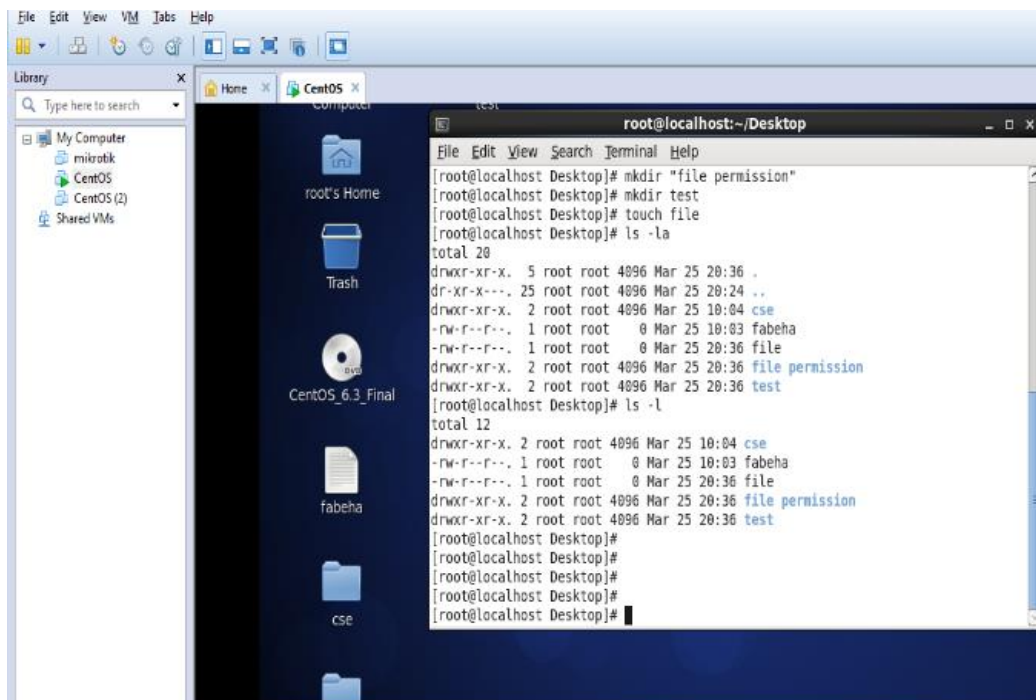 File Edit View VM Tabs Help
Library
Type here to search
My Computer
mikrotik
CentOS
CentOS (2)
Shared VMs
Home
CentOS
Computer
test
root's Home
Trash
DVD
CentOS_6.3_Final
fabeha
cse
root@localhost:~/Desktop
File Edit View Search Terminal Help
[root@localhost Desktop]# mkdir "file permission"
[root@localhost Desktop]# mkdir test
[root@localhost Desktop]# touch file
[root@localhost Desktop]# ls -la
total 20
drwxr-xr-x. 5 root root 4096 Mar 25 20:36 .
dr-xr-x---. 25 root root 4096 Mar 25 20:24 ..
drwxr-xr-x. 2 root root 4096 Mar 25 10:04 cse
-rw-r--r--. 1 root root 0 Mar 25 10:03 fabeha
-rw-r--r--. 1 root root 0 Mar 25 20:36 file
drwxr-xr-x. 2 root root 4096 Mar 25 20:36 file permission
drwxr-xr-x. 2 root root 4096 Mar 25 20:36 test
[root@localhost Desktop]# ls -l
total 12
drwxr-xr-x. 2 root root 4096 Mar 25 10:04 cse
-rw-r--r--. 1 root root 0 Mar 25 10:03 fabeha
-rw-r--r--. 1 root root 0 Mar 25 20:36 file
drwxr-xr-x. 2 root root 4096 Mar 25 20:36 file permission
drwxr-xr-x. 2 root root 4096 Mar 25 20:36 test
[root@localhost Desktop]#
[root@localhost Desktop]#
[root@localhost Desktop]#
[root@localhost Desktop]#
[root@localhost Desktop]#